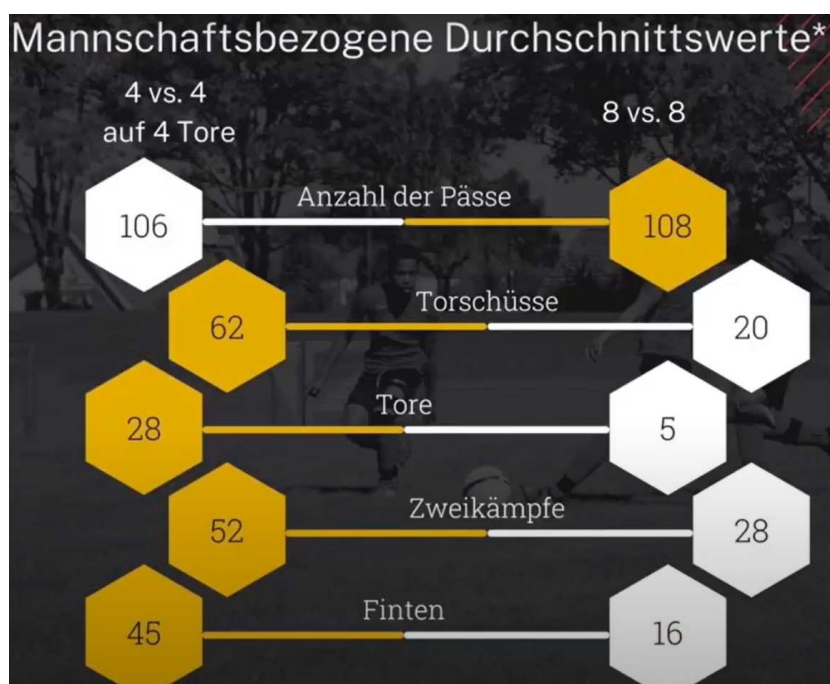 Mannschaftsbezogene Durchschnittswerte*
4 vs. 4
auf 4 Tore
8 vs. 8
106
Anzahl der Pässe
108
62
Torschüsse
20
28
Tore
5
52
Zweikämpfe
28
45
Finten
16